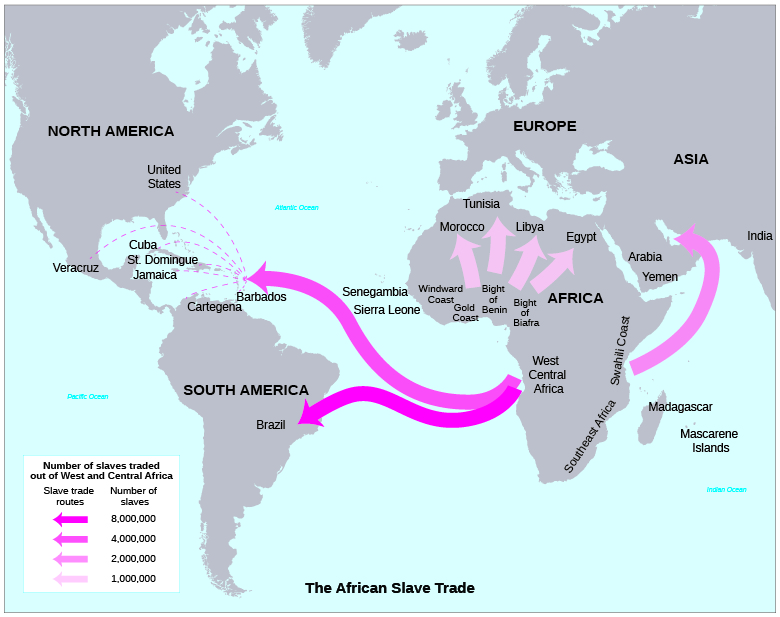 NORTH AMERICA
EUROPE
ASIA
United
States
Atlantic Ocean
Tunisia
Morocco
Libya
Egypt
India
Cuba
St. Domingue
Veracruz
Jamaica
Arabia
Yemen
Barbados
Cartegena
Senegambia
Sierra Leone
Windward
Coast
Gold
Coast
Bight
of
Benin
Bight
of
Biafra
AFRICA
Swahili Coast
West
Central
Africa
SOUTH AMERICA
Pacific Ocean
Brazil
Southeast Africa
Madagascar
Mascarene
Islands
Indian Ocean
Number of slaves traded
out of West and Central Africa
Slave trade
routes
Number of
slaves
8,000,000
4,000,000
2,000,000
1,000,000
The African Slave Trade